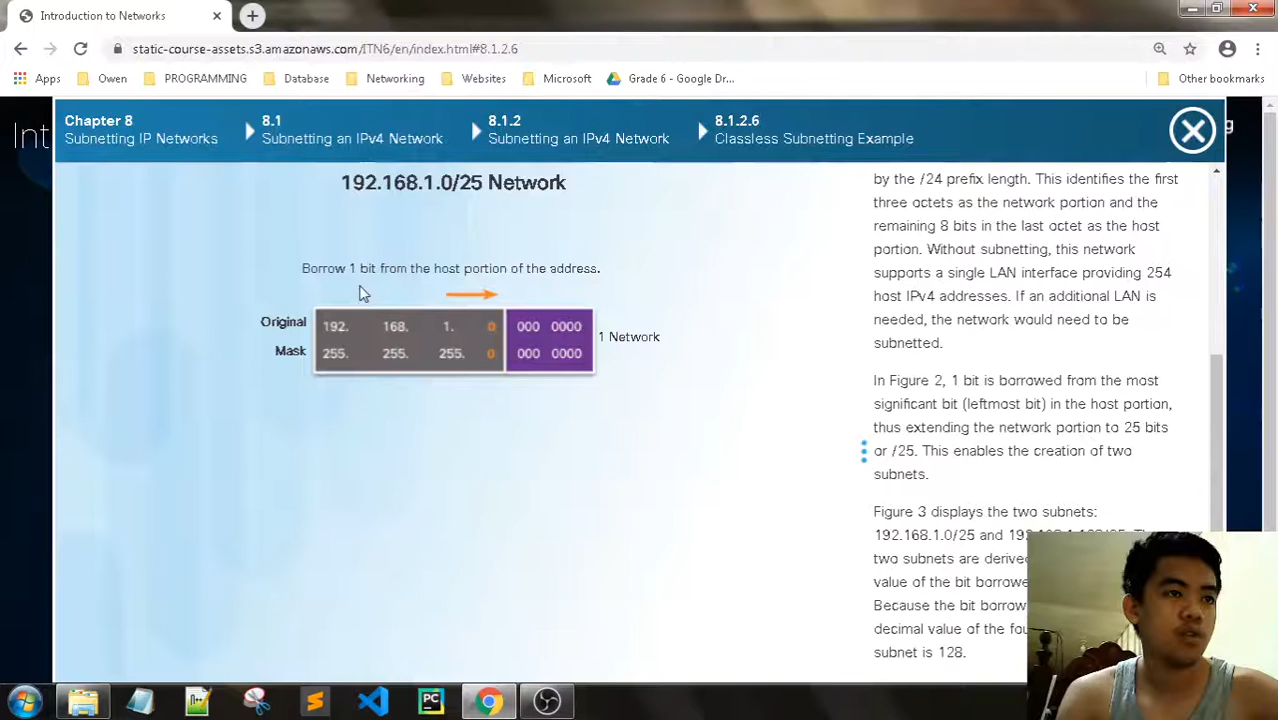 Introduction to Networks
static-course-assets.s3.amazonaws.com/ITN6/en/index.html#8.1.2.6
Apps Owen PROGRAMMING Database Networking Websites Microsoft Grade 6 - Google Dr... Other bookmarks
Int
Chapter 8
Subnetting IP Networks
8.1
Subnetting an IPv4 Network
8.1.2
Subnetting an IPv4 Network
8.1.2.6
Classless Subnetting Example
g
192.168.1.0/25 Network
Borrow 1 bit from the host portion of the address.
Original 192. 168. 1. 0 000 0000
Mask 255. 255. 255. 0 000 0000
1 Network
by the /24 prefix length. This identifies the first
three octets as the network portion and the
remaining 8 bits in the last octet as the host
portion. Without subnetting, this network
supports a single LAN interface providing 254
host IPv4 addresses. If an additional LAN is
needed, the network would need to be
subnetted.
In Figure 2, 1 bit is borrowed from the most
significant bit (leftmost bit) in the host portion,
thus extending the network portion to 25 bits
or /25. This enables the creation of two
subnets.
Figure 3 displays the two subnets:
192.168.1.0/25 and
two subnets are derived
value of the bit borrowe
Because the bit borrow
decimal value of the fou
subnet is 128.
PC